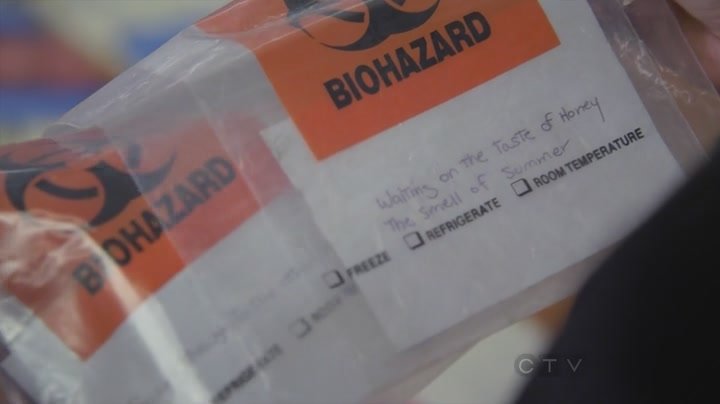 BIOHAZARD
Waiting on the taste of Honey
The smell of summer
FREEZE
REFRIGERATE
ROOM TEMPERATURE
BIOHAZARD
CTV